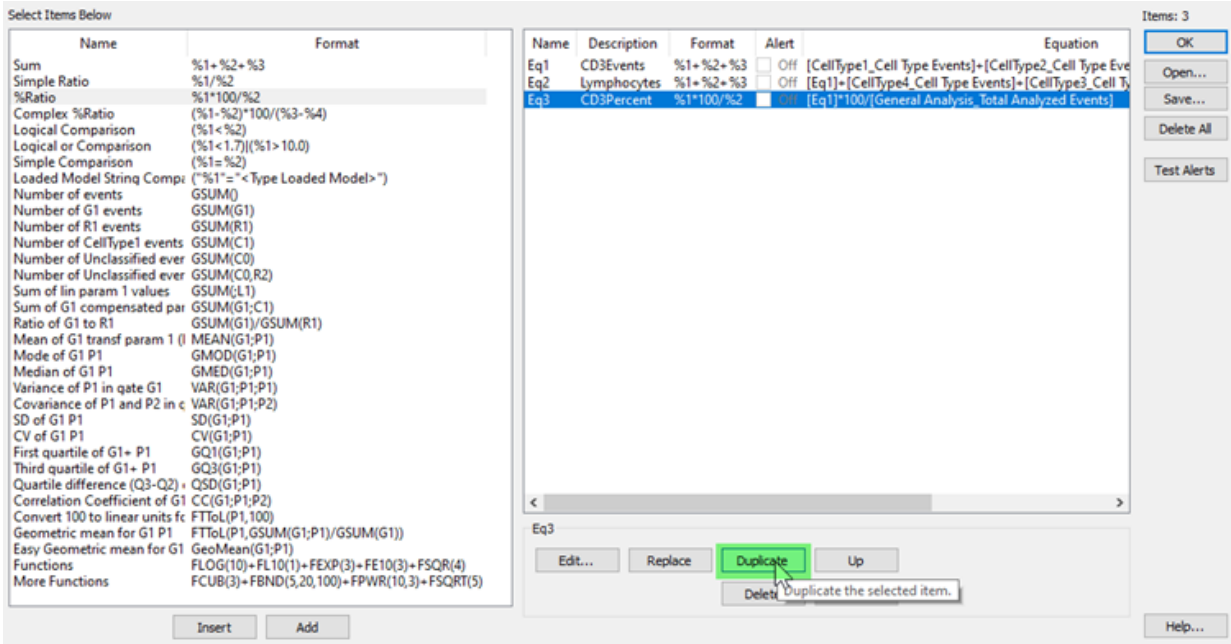 Select Items Below
Items: 3
Name Format
Sum %1+%2+%3
Simple Ratio %1/%2
%Ratio %1*100/%2
Complex %Ratio (%1-%2)*100/(%3-%4)
Logical Comparison (%1<%2)
Logical or Comparison (%1<1.7)|(%1>10.0)
Simple Comparison (%1=%2)
Loaded Model String Compa ("%1"="<Type Loaded Model>")
Number of events GSUM()
Number of G1 events GSUM(G1)
Number of R1 events GSUM(R1)
Number of CellType1 events GSUM(C1)
Number of Unclassified ever GSUM(C0)
Number of Unclassified ever GSUM(C0,R2)
Sum of lin param 1 values GSUM(;L1)
Sum of G1 compensated par GSUM(G1;C1)
Ratio of G1 to R1 GSUM(G1)/GSUM(R1)
Mean of G1 transf param 1 (l MEAN(G1;P1)
Mode of G1 P1 GMOD(G1;P1)
Median of G1 P1 GMED(G1;P1)
Variance of P1 in gate G1 VAR(G1;P1;P1)
Covariance of P1 and P2 in g VAR(G1;P1;P2)
SD of G1 P1 SD(G1;P1)
CV of G1 P1 CV(G1;P1)
First quartile of G1+ P1 GQ1(G1;P1)
Third quartile of G1+ P1 GQ3(G1;P1)
Quartile difference (Q3-Q2) QSD(G1;P1)
Correlation Coefficient of G1 CC(G1;P1;P2)
Convert 100 to linear units fo FTToL(P1,100)
Geometric mean for G1 P1 FTToL(P1,GSUM(G1;P1)/GSUM(G1))
Easy Geometric mean for G1 GeoMean(G1;P1)
Functions FLOG(10)+FL10(1)+FEXP(3)+FE10(3)+FSQR(4)
More Functions FCUB(3)+FBND(5,20,100)+FPWR(10,3)+FSQRT(5)
Insert Add
Name Description Format Alert Equation
Eq1 CD3Events %1+%2+%3 Off [CellType1_Cell Type Events]+[CellType2_Cell Type Eve
Eq2 Lymphocytes %1+%2+%3 Off [Eq1]+[CellType4_Cell Type Events]+[CellType3_Cell Ty
Eq3 CD3Percent %1*100/%2 Off [Eq1]*100/[General Analysis_Total Analyzed Events]
Eq3
Edit... Replace Duplicate Up
Delete
Duplicate the selected item.
OK
Open...
Save...
Delete All
Test Alerts
Help...